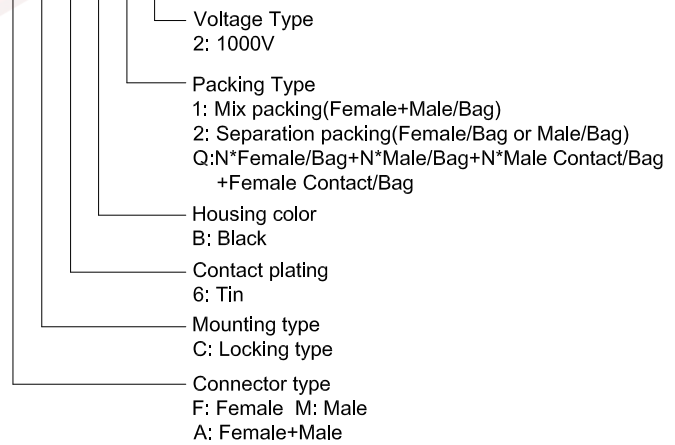 Voltage Type
2: 1000V
Packing Type
1: Mix packing(Female+Male/Bag)
2: Separation packing(Female/Bag or Male/Bag)
Q:N*Female/Bag+N*Male/Bag+N*Male Contact/Bag
+Female Contact/Bag
Housing color
B: Black
Contact plating
6: Tin
Mounting type
C: Locking type
Connector type
F: Female M: Male
A: Female+Male